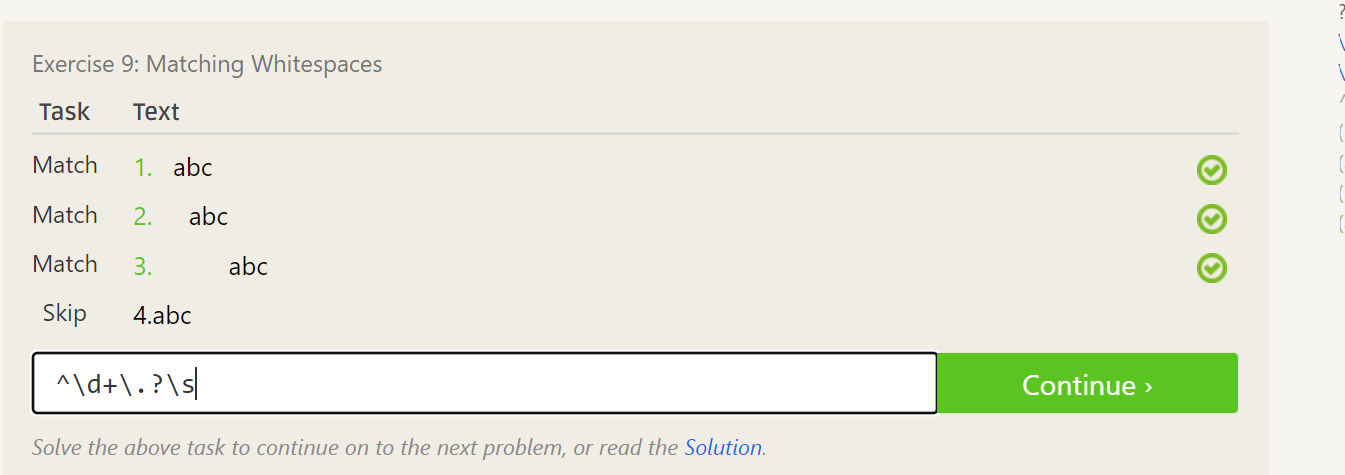 Exercise 9: Matching Whitespaces
Task Text
Match 1. abc
Match 2. abc
Match 3. abc
Skip 4.abc
^\d+\.?\s
Continue ›
Solve the above task to continue on to the next problem, or read the Solution.